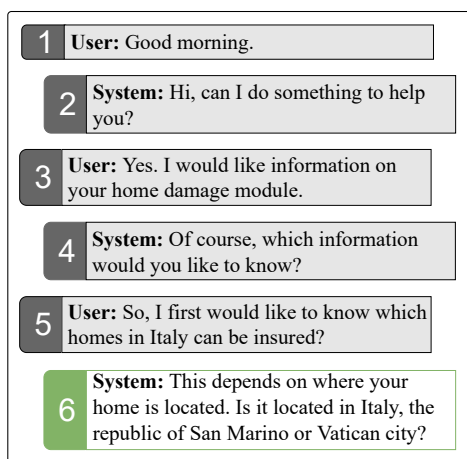 1 User: Good morning.
2 System: Hi, can I do something to help
you?
3 User: Yes. I would like information on
your home damage module.
4 System: Of course, which information
would you like to know?
5 User: So, I first would like to know which
homes in Italy can be insured?
6 System: This depends on where your
home is located. Is it located in Italy, the
republic of San Marino or Vatican city?